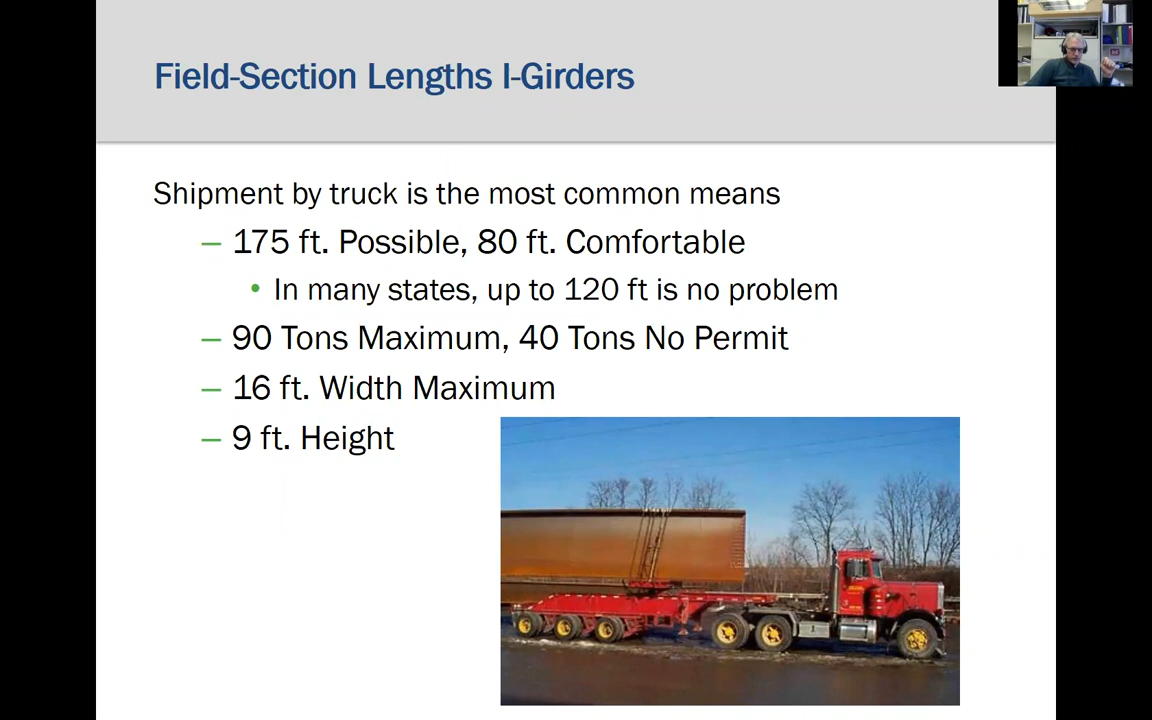 Field-Section Lengths I-Girders
Shipment by truck is the most common means
– 175 ft. Possible, 80 ft. Comfortable
• In many states, up to 120 ft is no problem
– 90 Tons Maximum, 40 Tons No Permit
– 16 ft. Width Maximum
– 9 ft. Height